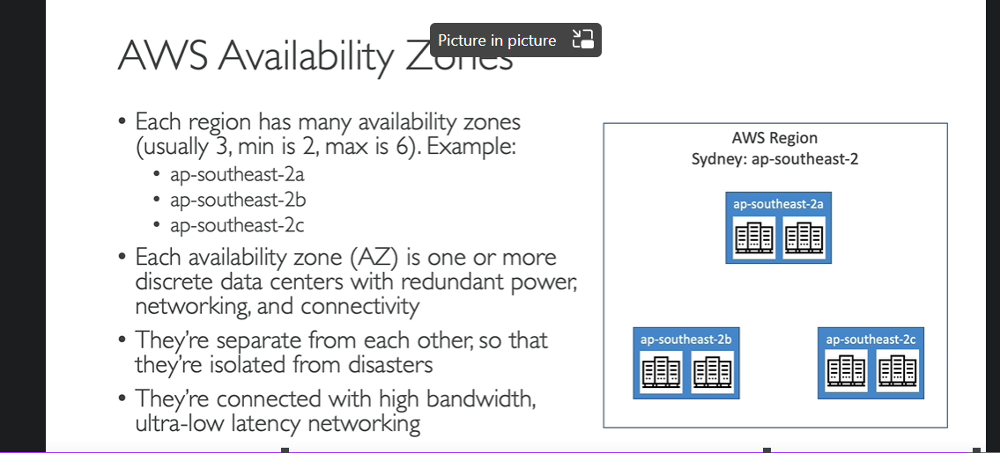 Picture in picture
AWS Availability Zones
• Each region has many availability zones
(usually 3, min is 2, max is 6). Example:
• ap-southeast-2a
• ap-southeast-2b
• ap-southeast-2c
• Each availability zone (AZ) is one or more
discrete data centers with redundant power,
networking, and connectivity
• They’re separate from each other, so that
they’re isolated from disasters
• They’re connected with high bandwidth,
ultra-low latency networking
AWS Region
Sydney: ap-southeast-2
ap-southeast-2a
ap-southeast-2b
ap-southeast-2c